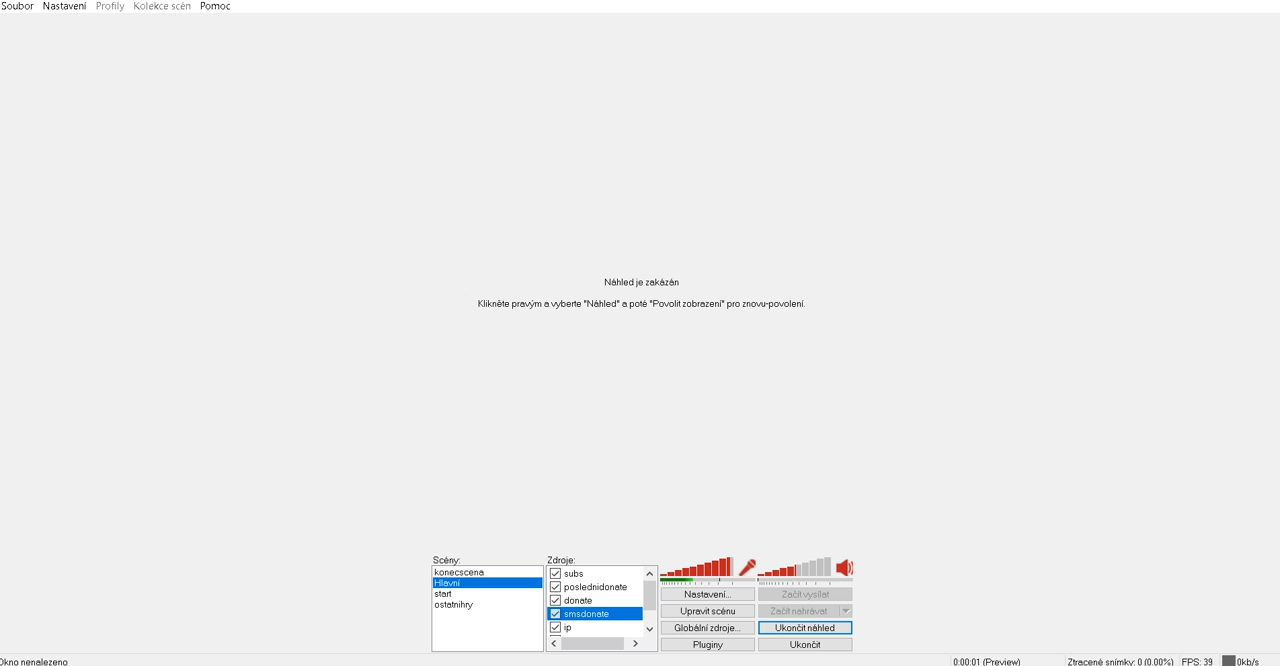 Soubor Nastavení Profily Kolekce scén Pomoc
Náhled je zakázán
Klikněte pravým a vyberte "Náhled" a poté "Povolit zobrazení" pro znovu-povolení.
Scény:
konecscena
Hlavní
start
ostatnihry
Zdroje:
subs
poslednidonate
donate
smsdonate
ip
Nastavení...
Začít vysílat
Upravit scénu
Začít nahrávat
Globální zdroje...
Ukončit náhled
Pluginy
Ukončit
Okno nenalezeno
0:00:01 (Preview)
Ztracené snímky: 0 (0.00%)
FPS: 39
0kb/s